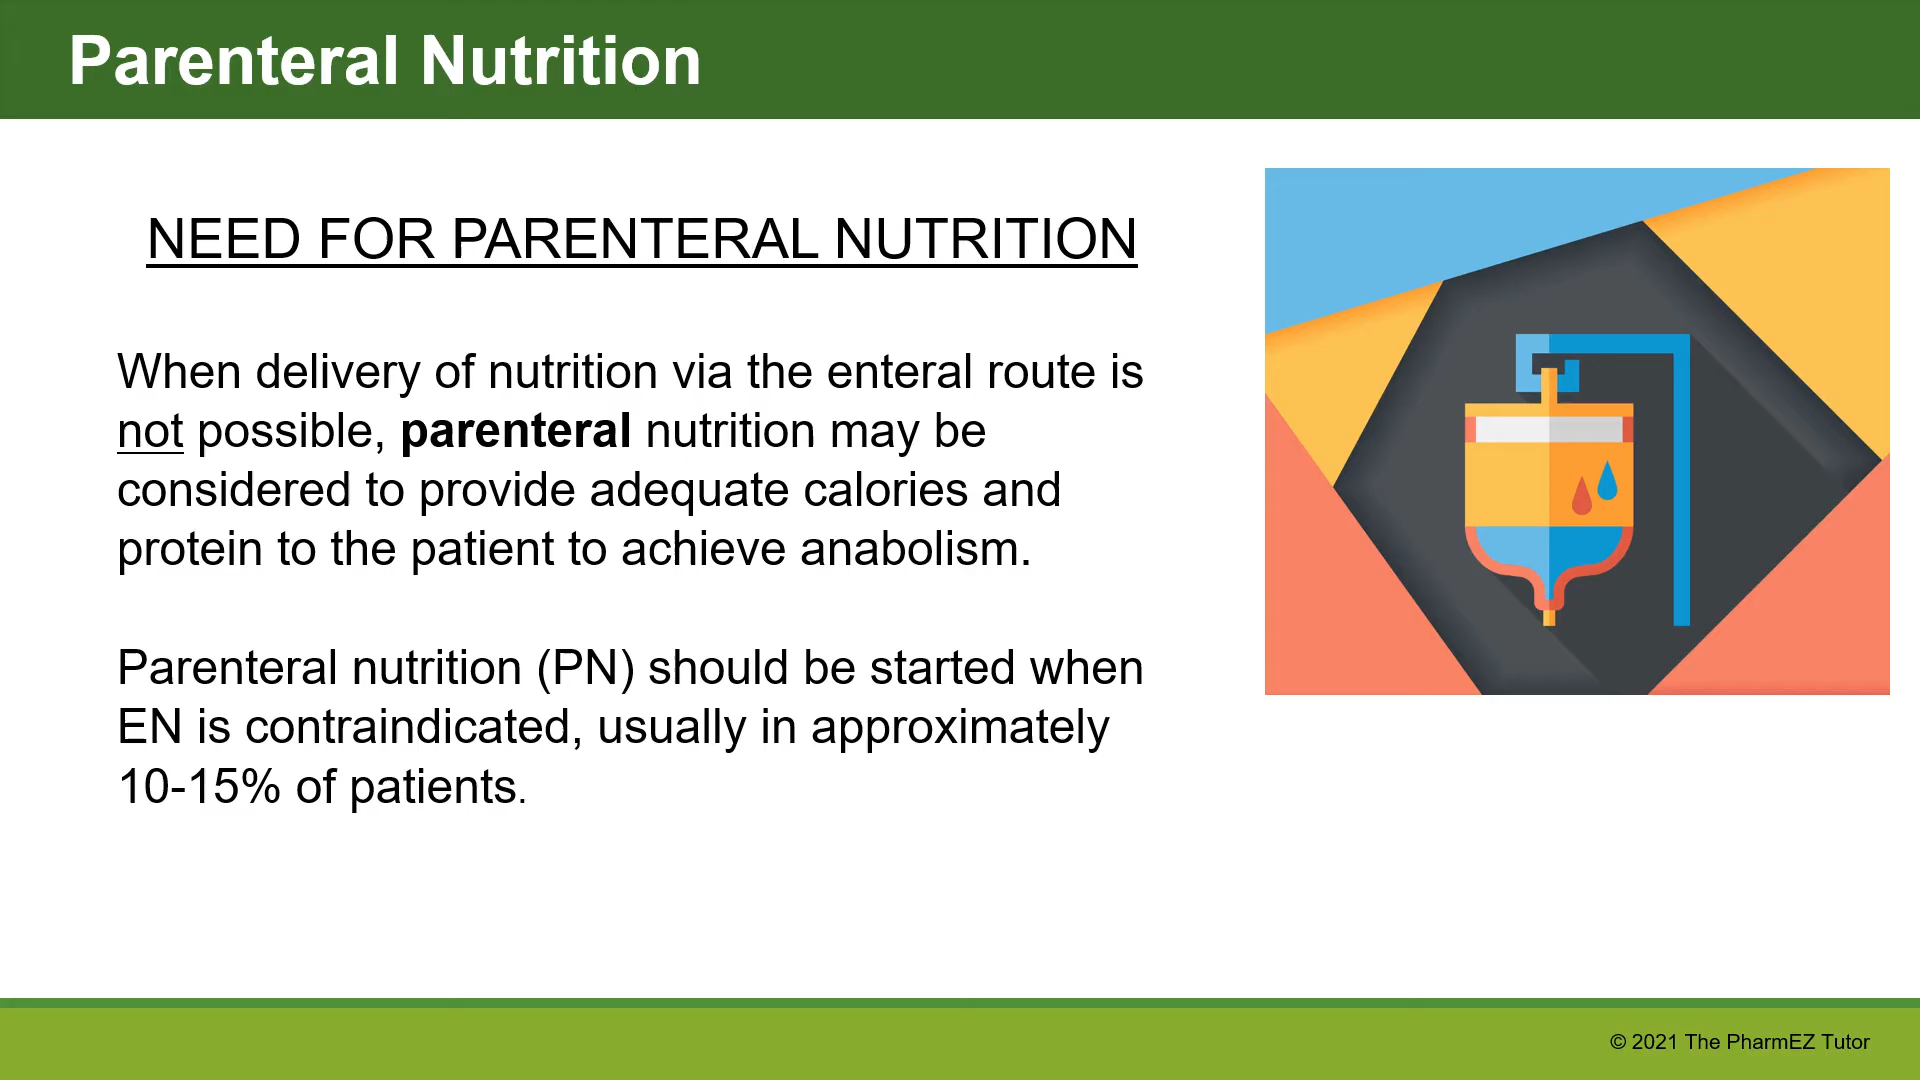 Parenteral Nutrition
NEED FOR PARENTERAL NUTRITION
When delivery of nutrition via the enteral route is
not possible, parenteral nutrition may be
considered to provide adequate calories and
protein to the patient to achieve anabolism.
Parenteral nutrition (PN) should be started when
EN is contraindicated, usually in approximately
10-15% of patients.
© 2021 The PharmEZ Tutor